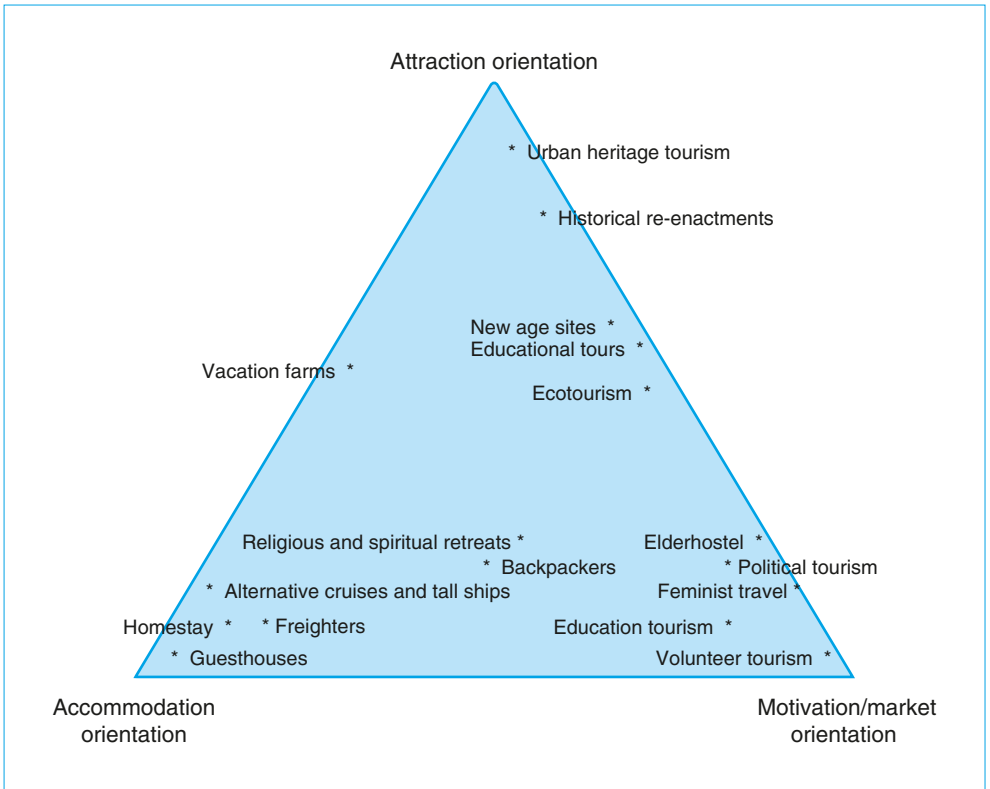 Attraction orientation
* Urban heritage tourism
* Historical re-enactments
New age sites *
Educational tours *
Vacation farms *
Ecotourism *
Religious and spiritual retreats *
Elderhostel *
* Backpackers
* Political tourism
* Alternative cruises and tall ships
Feminist travel *
Homestay *
* Freighters
Education tourism *
* Guesthouses
Volunteer tourism *
Accommodation
orientation
Motivation/market
orientation